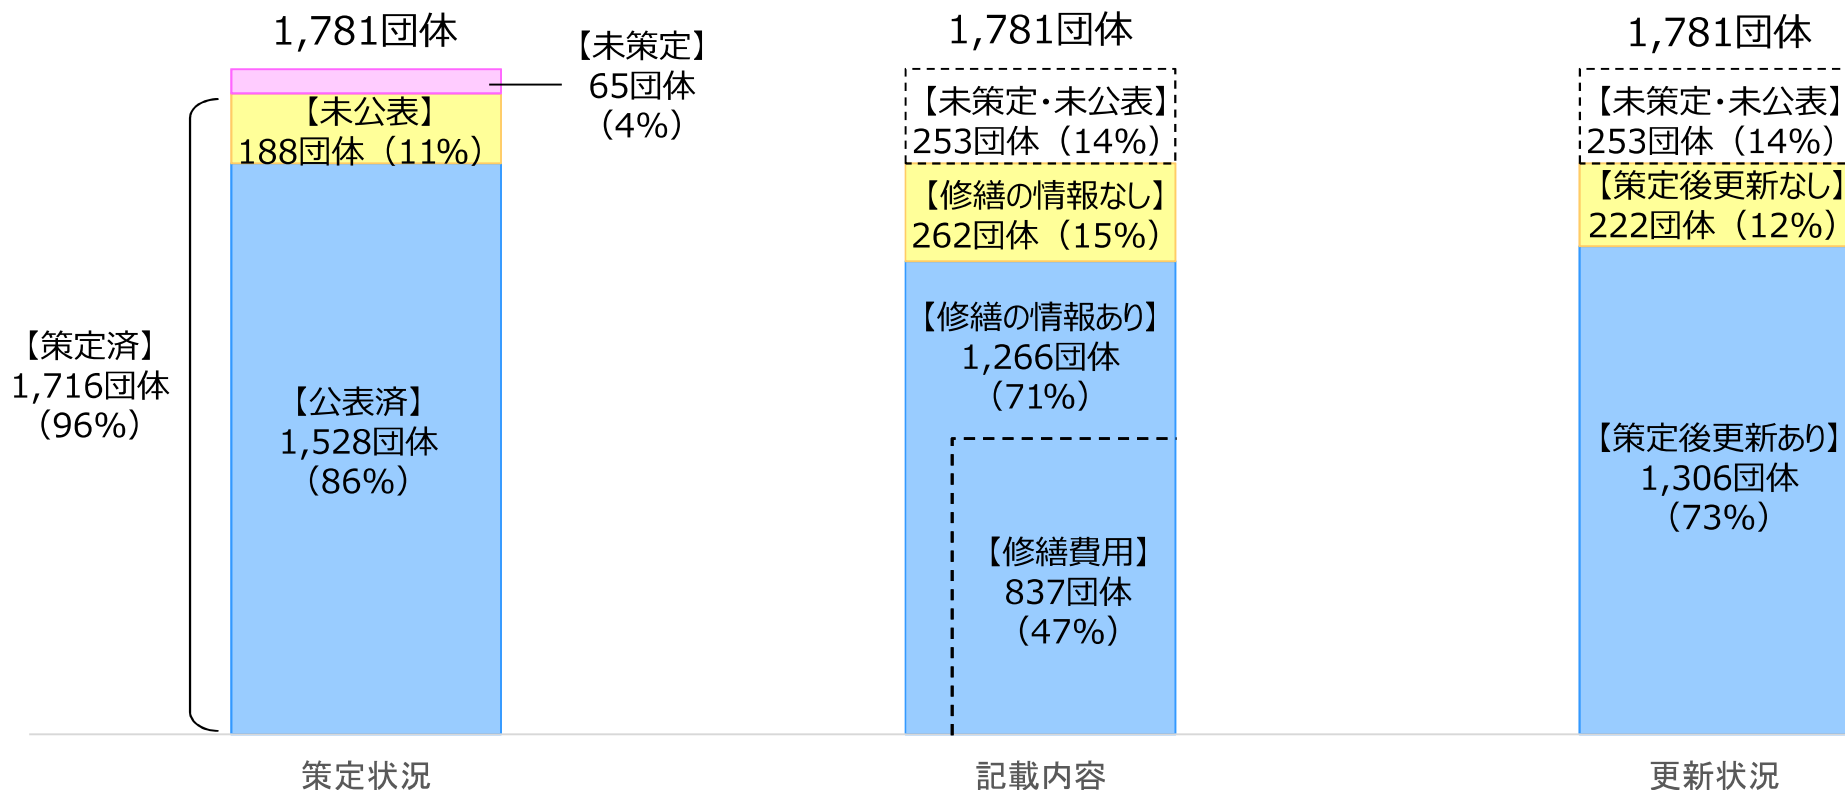 1,781団体
【未策定】
65団体
（4%）
【未公表】
188団体（11%）
【策定済】
1,716団体
（96%）
【公表済】
1,528団体
（86%）
策定状況
1,781団体
【未策定・未公表】
253団体（14%）
【修繕の情報なし】
262団体（15%）
【修繕の情報あり】
1,266団体
（71%）
【修繕費用】
837団体
（47%）
記載内容
1,781団体
【未策定・未公表】
253団体（14%）
【策定後更新なし】
222団体（12%）
【策定後更新あり】
1,306団体
（73%）
更新状況